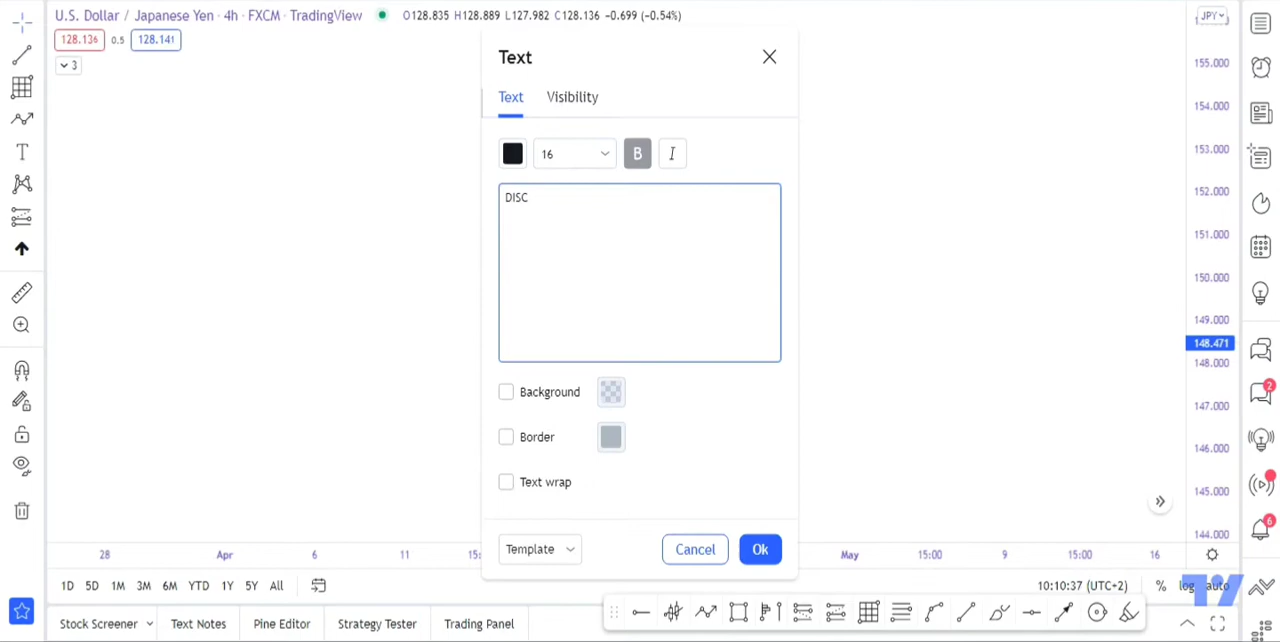 U.S. Dollar / Japanese Yen · 4h · FXCM · TradingView O128.835 H128.889 L127.982 C128.136 −0.699 (−0.54%)
JPY
128.136 0.5 128.141
3
Text
Text Visibility
16 B I
DISC
Background
Border
Text wrap
Template Cancel Ok
155.000
154.000
153.000
152.000
151.000
150.000
149.000
148.471
148.000
147.000
146.000
145.000
144.000
2
6
28 Apr 6 11 May 15:00 9 15:00 16
1D 5D 1M 3M 6M YTD 1Y 5Y All 10:10:37 (UTC+2) % log auto
Stock Screener Text Notes Pine Editor Strategy Tester Trading Panel